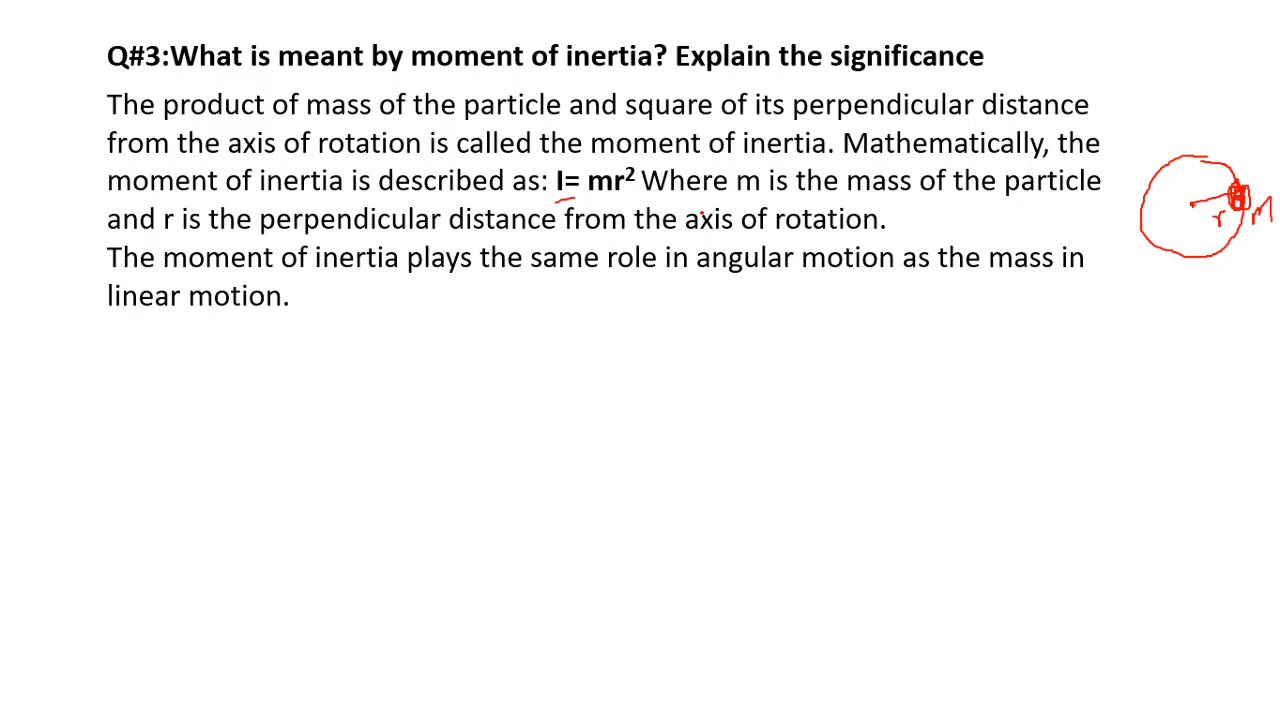 Q#3:What is meant by moment of inertia? Explain the significance
The product of mass of the particle and square of its perpendicular distance
from the axis of rotation is called the moment of inertia. Mathematically, the
moment of inertia is described as: I= mr² Where m is the mass of the particle
and r is the perpendicular distance from the axis of rotation.
The moment of inertia plays the same role in angular motion as the mass in
linear motion.
r M